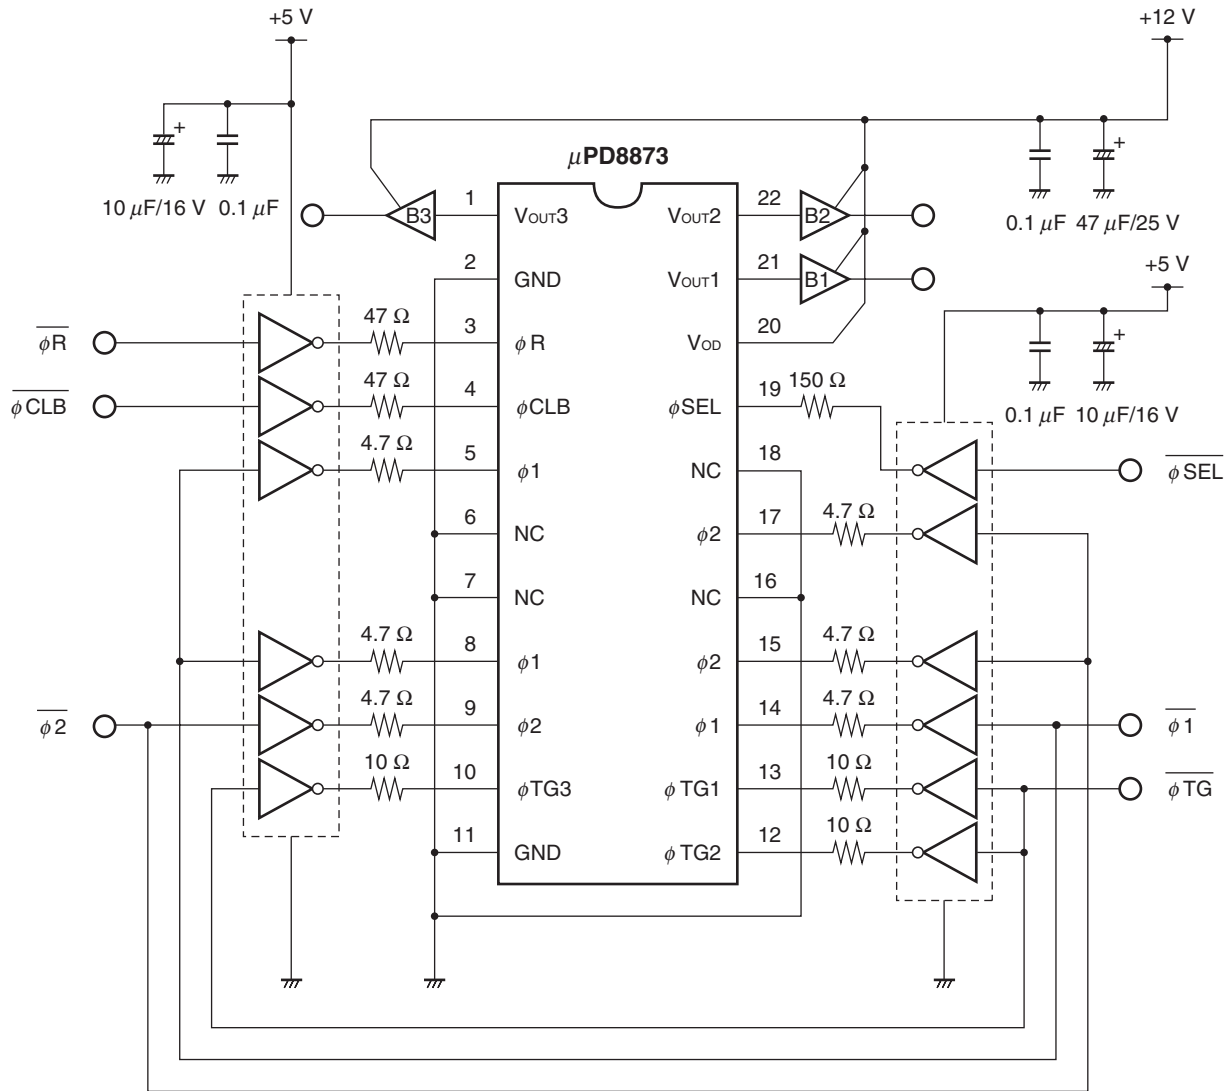 +5 V
+12 V
+
10 μF/16 V 0.1 μF
μPD8873
+
0.1 μF 47 μF/25 V
B3
1
VOUT3
VOUT2
22
B2
2
GND
VOUT1
21
B1
+5 V
φR
47 Ω
3
φR
VOD
20
+
0.1 μF 10 μF/16 V
φCLB
47 Ω
4
φCLB
φSEL
19
150 Ω
4.7 Ω
5
φ1
NC
18
φSEL
6
NC
φ2
17
4.7 Ω
7
NC
NC
16
4.7 Ω
8
φ1
φ2
15
4.7 Ω
φ2
4.7 Ω
9
φ2
φ1
14
4.7 Ω
φ1
10 Ω
10
φTG3
φTG1
13
10 Ω
φTG
11
GND
φTG2
12
10 Ω